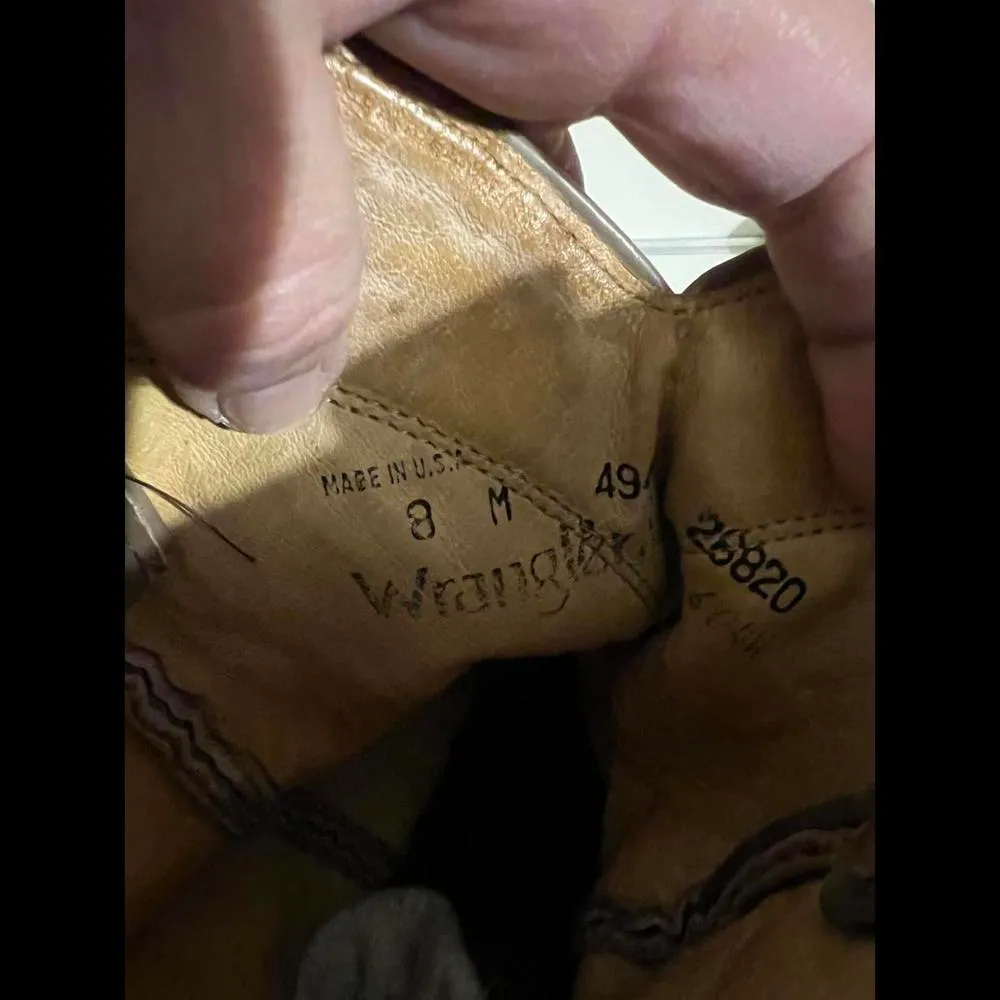 MADE IN U.S.A
8 M 494
Wrangler
26820